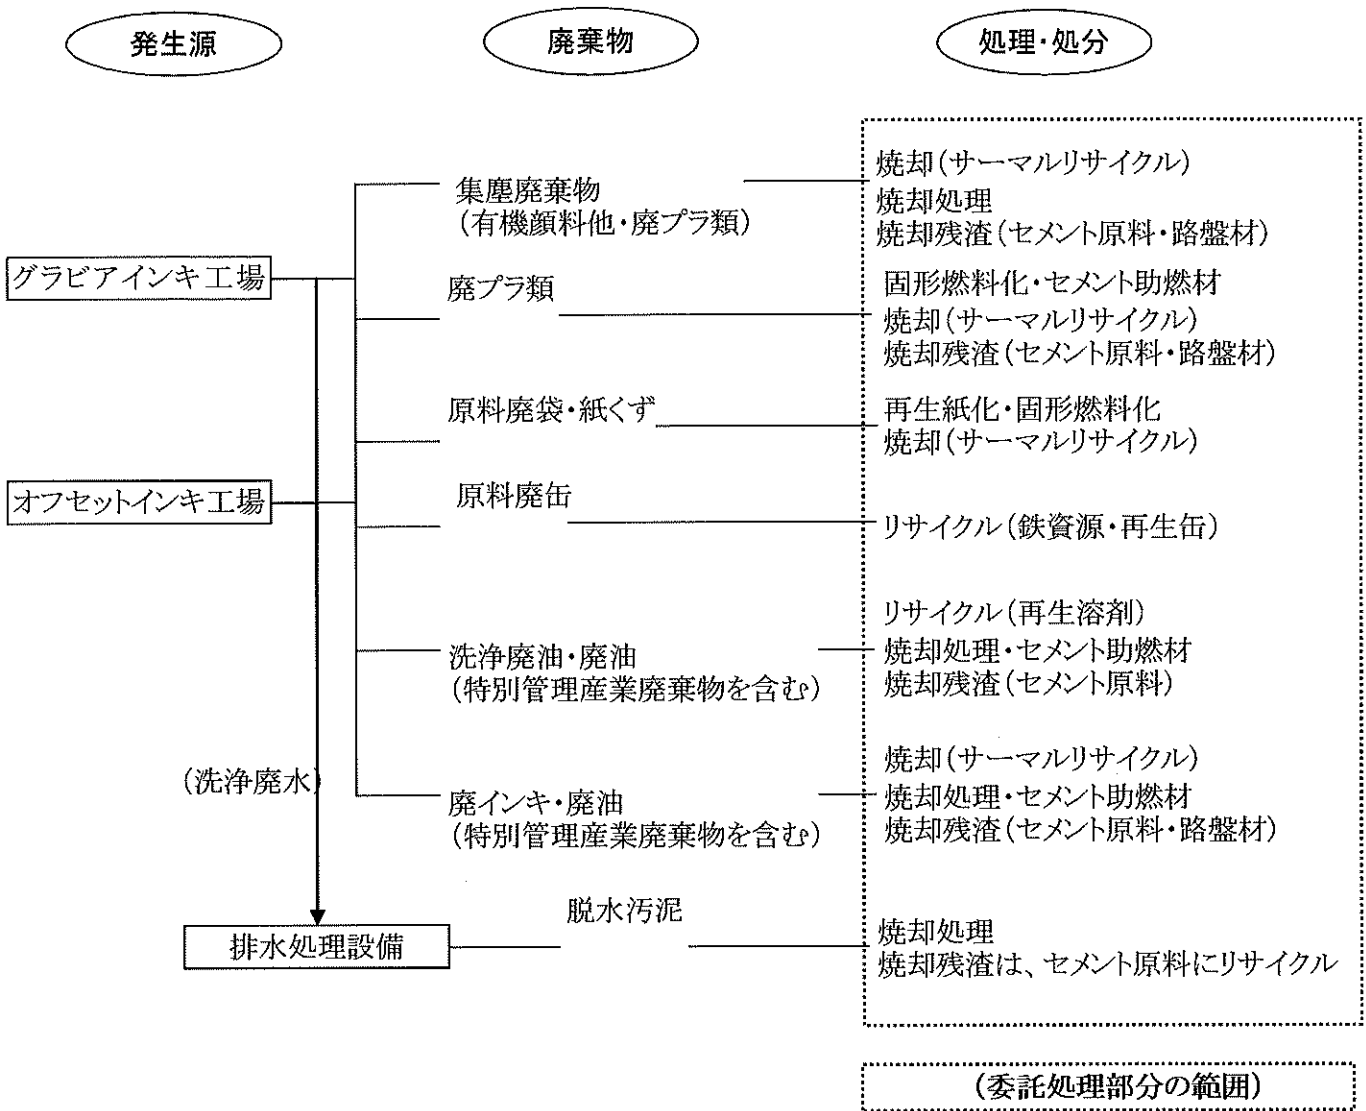 発生源
廃棄物
処理・処分
グラビアインキ工場
オフセットインキ工場
(洗浄廃水)
排水処理設備
集塵廃棄物
(有機顔料他・廃プラ類)
焼却(サーマルリサイクル)
焼却処理
焼却残渣(セメント原料・路盤材)
廃プラ類
固形燃料化・セメント助燃材
焼却(サーマルリサイクル)
焼却残渣(セメント原料・路盤材)
原料廃袋・紙くず
再生紙化・固形燃料化
焼却(サーマルリサイクル)
原料廃缶
リサイクル(鉄資源・再生缶)
洗浄廃油・廃油
(特別管理産業廃棄物を含む)
リサイクル(再生溶剤)
焼却処理・セメント助燃材
焼却残渣(セメント原料)
廃インキ・廃油
(特別管理産業廃棄物を含む)
焼却(サーマルリサイクル)
焼却処理・セメント助燃材
焼却残渣(セメント原料・路盤材)
脱水汚泥
焼却処理
焼却残渣は、セメント原料にリサイクル
(委託処理部分の範囲)